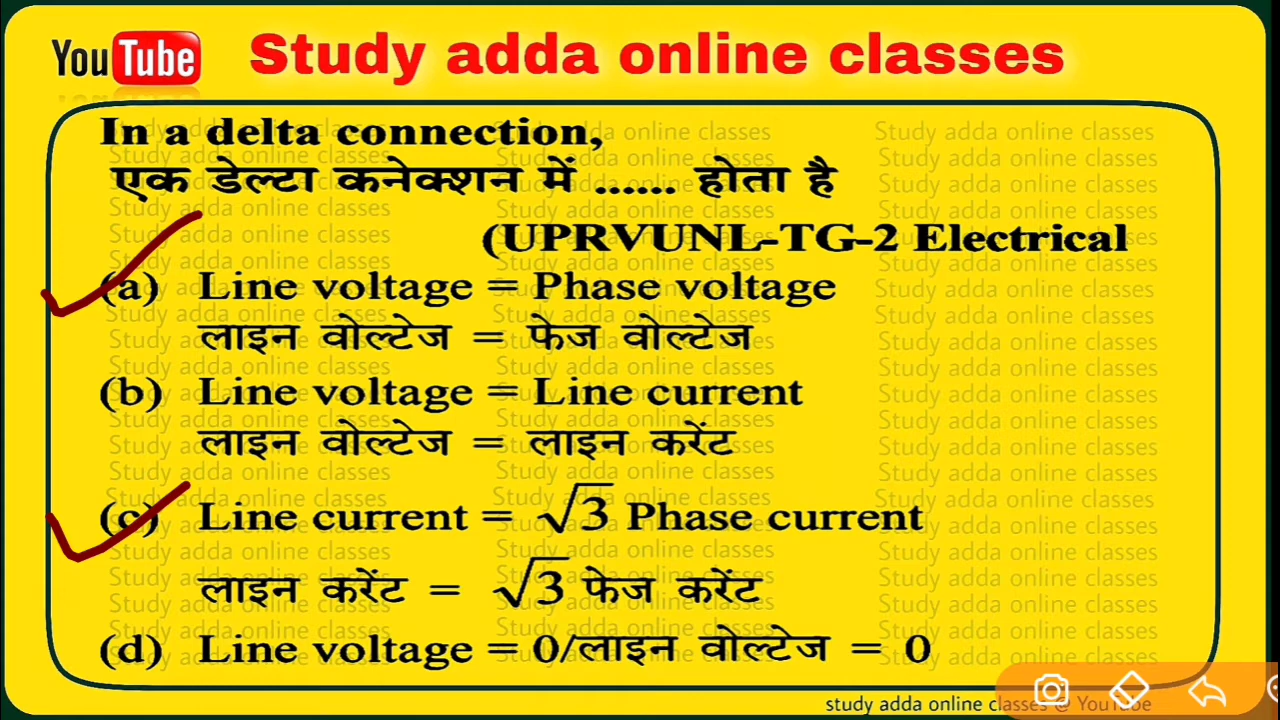 YouTube Study adda online classes
In a delta connection,
एक डेल्टा कनेक्शन में ...... होता है
(UPRVUNL-TG-2 Electrical
(a) Line voltage = Phase voltage
लाइन वोल्टेज = फेज वोल्टेज
(b) Line voltage = Line current
लाइन वोल्टेज = लाइन करेंट
(c) Line current = √3 Phase current
लाइन करेंट = √3 फेज करेंट
(d) Line voltage = 0/लाइन वोल्टेज = 0
study adda online classes @ YouTube